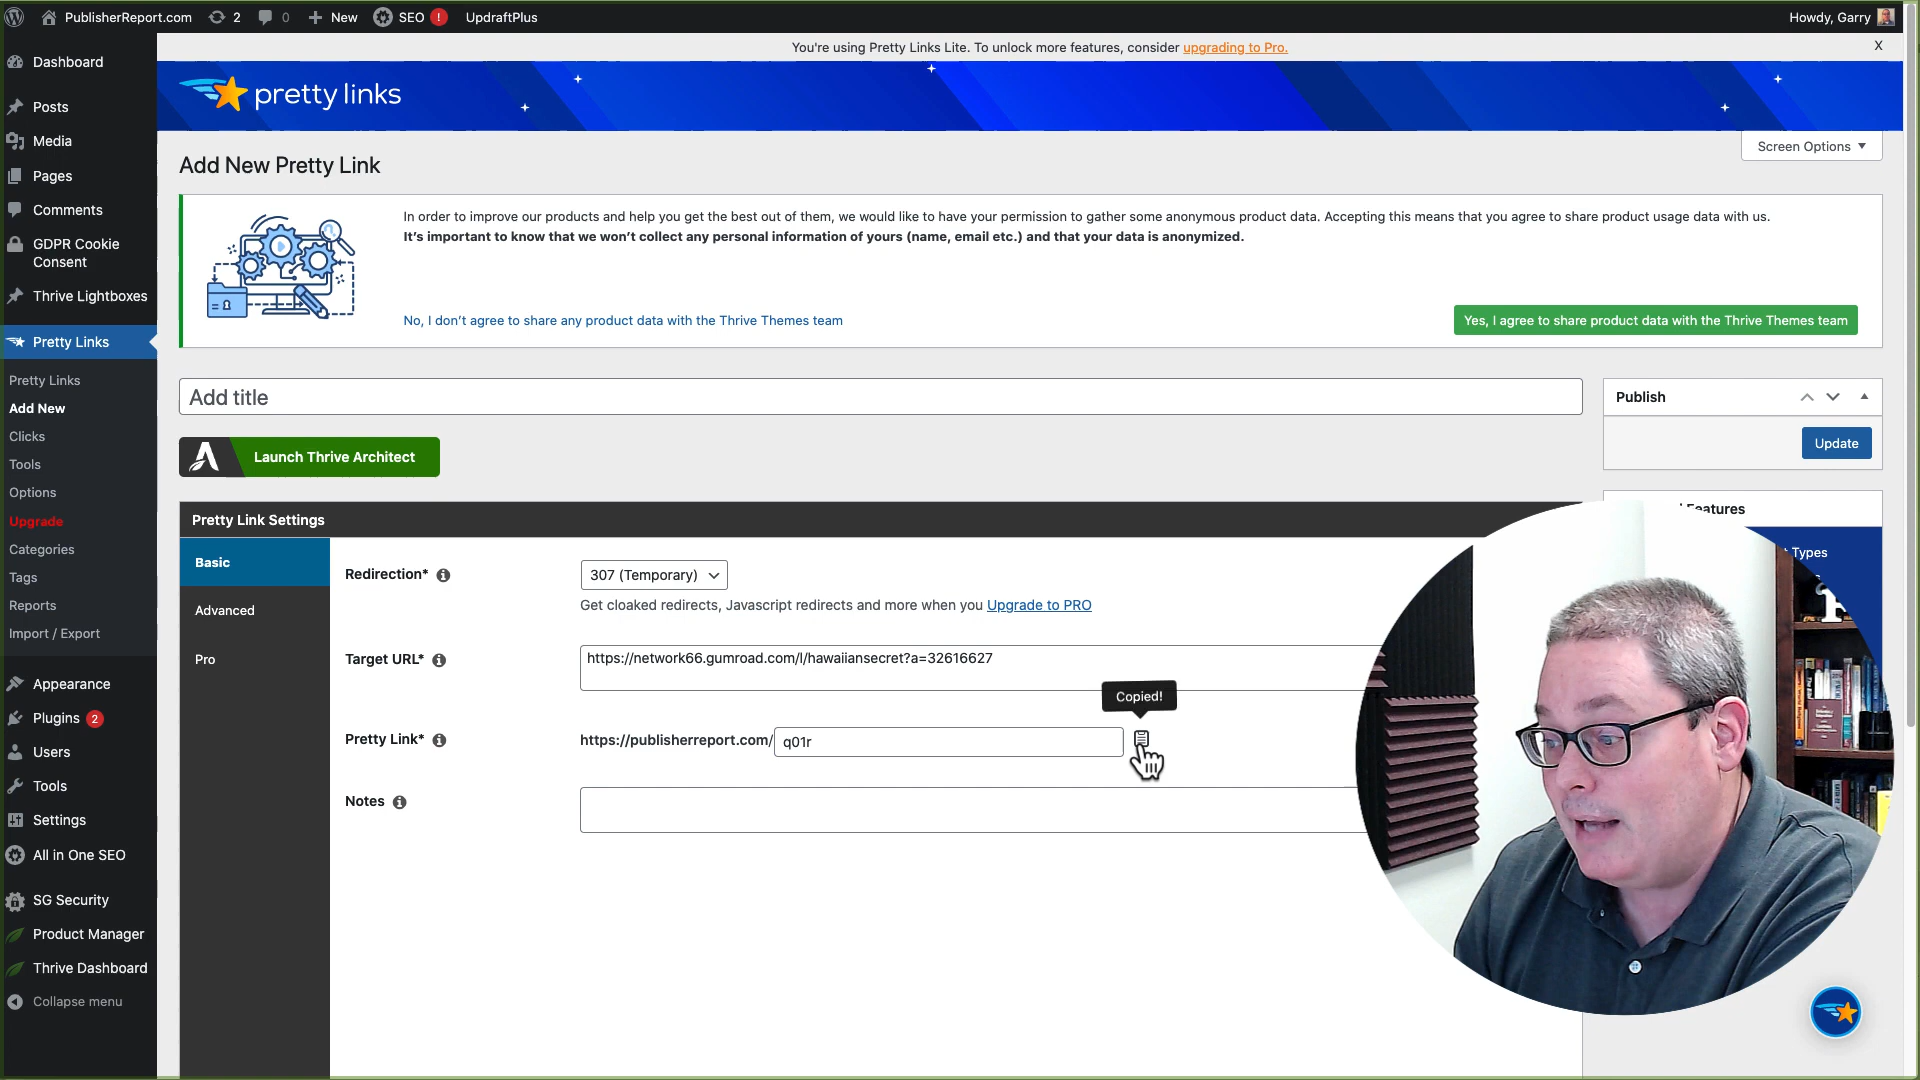 PublisherReport.com 2 0 New SEO ! UpdraftPlus Howdy, Garry
You're using Pretty Links Lite. To unlock more features, consider upgrading to Pro. X
pretty links
Screen Options
Add New Pretty Link
In order to improve our products and help you get the best out of them, we would like to have your permission to gather some anonymous product data. Accepting this means that you agree to share product usage data with us.
It's important to know that we won't collect any personal information of yours (name, email etc.) and that your data is anonymized.
No, I don't agree to share any product data with the Thrive Themes team
Yes, I agree to share product data with the Thrive Themes team
Dashboard
Posts
Media
Pages
Comments
GDPR Cookie
Consent
Thrive Lightboxes
Pretty Links
Pretty Links
Add New
Clicks
Tools
Options
Upgrade
Categories
Tags
Reports
Import / Export
Appearance
Plugins 2
Users
Tools
Settings
All in One SEO
SG Security
Product Manager
Thrive Dashboard
Collapse menu
Add title
Launch Thrive Architect
Publish
Update
Features
Types
Pretty Link Settings
Basic
Advanced
Pro
Redirection* 307 (Temporary)
Get cloaked redirects, Javascript redirects and more when you Upgrade to PRO
Target URL* https://network66.gumroad.com/l/hawaiiansecret?a=32616627
Copied!
Pretty Link* https://publisherreport.com/ q01r
Notes